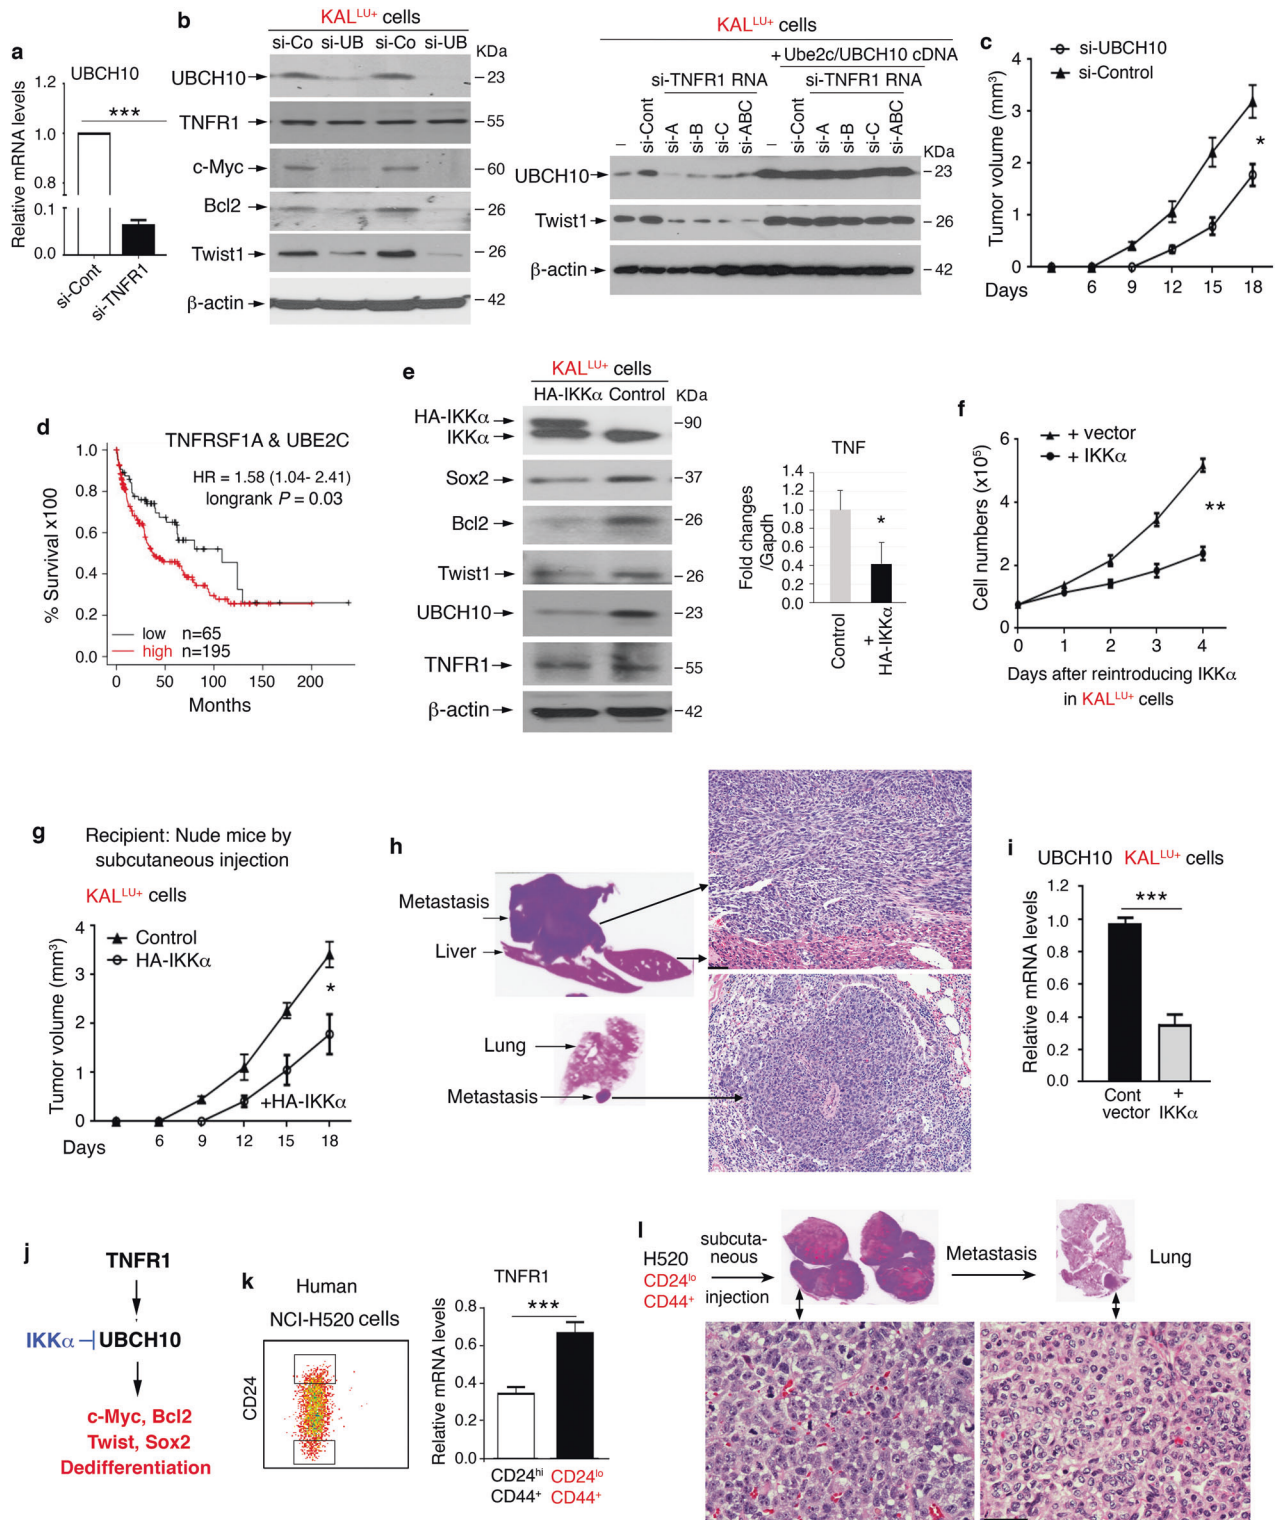 a
UBCH10
Relative mRNA levels
1.2
1.0
0.8
0.1
0.0
***
si-Cont
si-TNFR1
b
KAL^LU+ cells
si-Co si-UB si-Co si-UB
KDa
UBCH10 23
TNFR1 55
c-Myc 60
Bcl2 26
Twist1 26
β-actin 42
KAL^LU+ cells
+ Ube2c/UBCH10 cDNA
si-TNFR1 RNA si-TNFR1 RNA
– si-Cont si-A si-B si-C si-ABC – si-Cont si-A si-B si-C si-ABC
KDa
UBCH10 23
Twist1 26
β-actin 42
c
si-UBCH10
si-Control
Tumor volume (mm³)
4
3
2
1
0
*
Days 6 9 12 15 18
d
TNFRSF1A & UBE2C
HR = 1.58 (1.04- 2.41)
longrank P = 0.03
% Survival x100
1.0
0.8
0.6
0.4
0.2
0.0
low n=65
high n=195
0 50 100 150 200
Months
e
KAL^LU+ cells
HA-IKKα Control
KDa
HA-IKKα 90
IKKα
Sox2 37
Bcl2 26
Twist1 26
UBCH10 23
TNFR1 55
β-actin 42
TNF
Fold changes
/Gapdh
1.4
1.2
1.0
0.8
0.6
0.4
0.2
0.0
*
Control
+
HA-IKKα
f
+ vector
+ IKKα
Cell numbers (x10⁵)
6
4
2
0
**
0 1 2 3 4
Days after reintroducing IKKα
in KAL^LU+ cells
g
Recipient: Nude mice by
subcutaneous injection
KAL^LU+ cells
Control
HA-IKKα
Tumor volume (mm³)
4
3
2
1
0
*
+HA-IKKα
Days 6 9 12 15 18
h
Metastasis
Liver
Lung
Metastasis
i
UBCH10 KAL^LU+ cells
Relative mRNA levels
1.2
1.0
0.8
0.6
0.4
0.2
0.0
***
Cont
vector
+
IKKα
j
TNFR1
IKKα UBCH10
c-Myc, Bcl2
Twist, Sox2
Dedifferentiation
k
Human
NCI-H520 cells
CD24
TNFR1
Relative mRNA levels
0.8
0.6
0.4
0.2
0.0
***
CD24^hi CD24^lo
CD44⁺ CD44⁺
l
H520
CD24^lo
CD44⁺
subcuta-
neous
injection
Metastasis
Lung